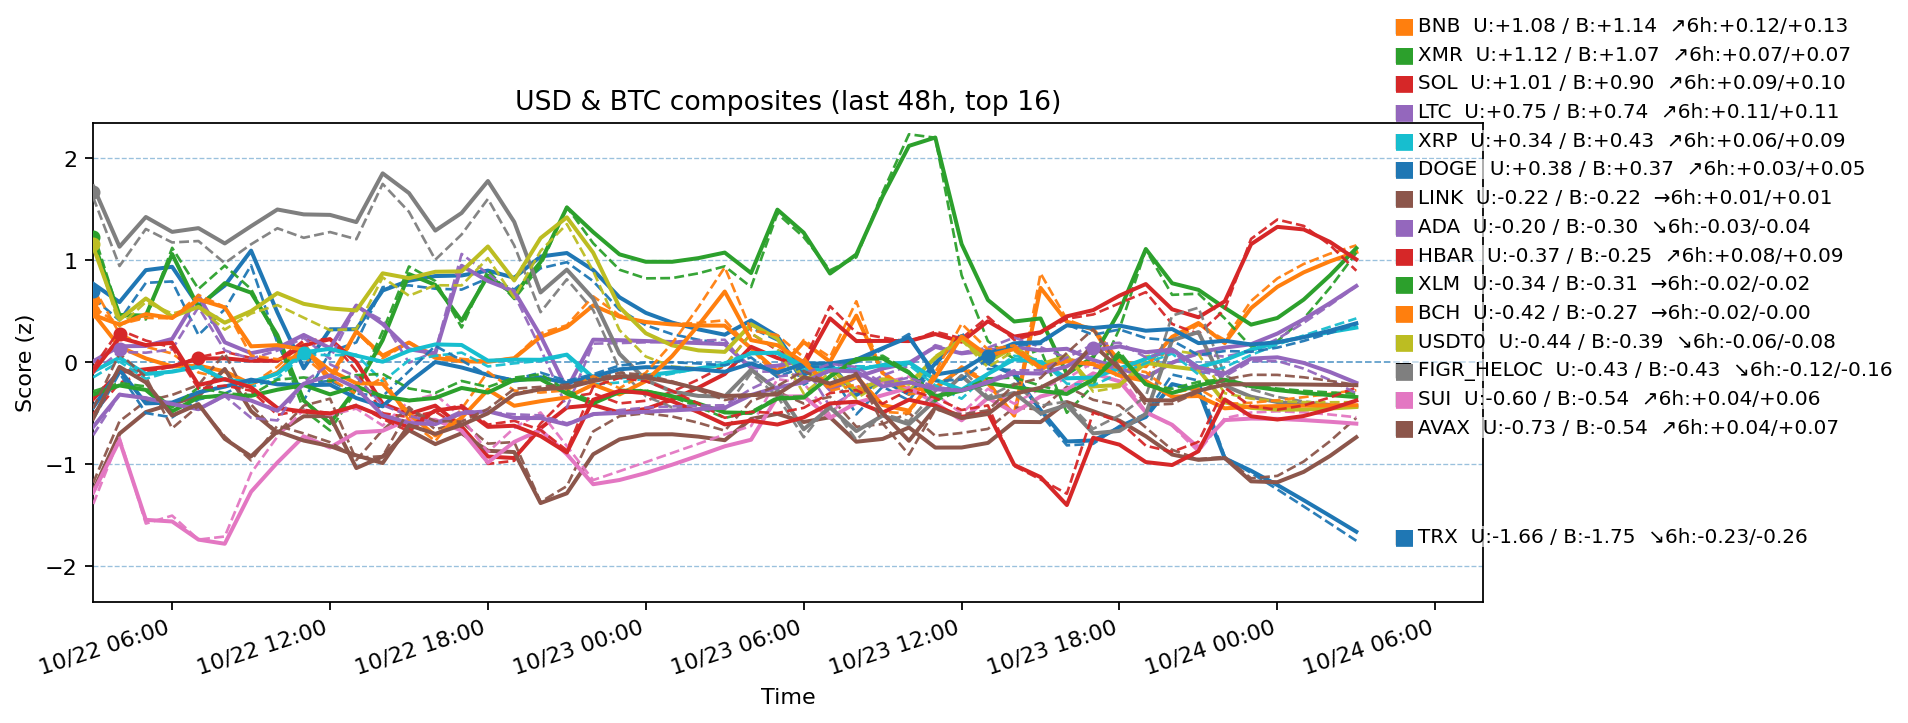 BNB  U:+1.08 / B:+1.14  ↗6h:+0.12/+0.13
XMR  U:+1.12 / B:+1.07  ↗6h:+0.07/+0.07
SOL  U:+1.01 / B:+0.90  ↗6h:+0.09/+0.10
LTC  U:+0.75 / B:+0.74  ↗6h:+0.11/+0.11
XRP  U:+0.34 / B:+0.43  ↗6h:+0.06/+0.09
DOGE  U:+0.38 / B:+0.37  ↗6h:+0.03/+0.05
LINK  U:-0.22 / B:-0.22  →6h:+0.01/+0.01
ADA  U:-0.20 / B:-0.30  ↘6h:-0.03/-0.04
HBAR  U:-0.37 / B:-0.25  ↗6h:+0.08/+0.09
XLM  U:-0.34 / B:-0.31  →6h:-0.02/-0.02
BCH  U:-0.42 / B:-0.27  →6h:-0.02/-0.00
USDT0  U:-0.44 / B:-0.39  ↘6h:-0.06/-0.08
FIGR_HELOC  U:-0.43 / B:-0.43  ↘6h:-0.12/-0.16
SUI  U:-0.60 / B:-0.54  ↗6h:+0.04/+0.06
AVAX  U:-0.73 / B:-0.54  ↗6h:+0.04/+0.07
TRX  U:-1.66 / B:-1.75  ↘6h:-0.23/-0.26
USD & BTC composites (last 48h, top 16)
Score (z)
2
1
0
−1
−2
10/22 06:00
10/22 12:00
10/22 18:00
10/23 00:00
10/23 06:00
10/23 12:00
10/23 18:00
10/24 00:00
10/24 06:00
Time